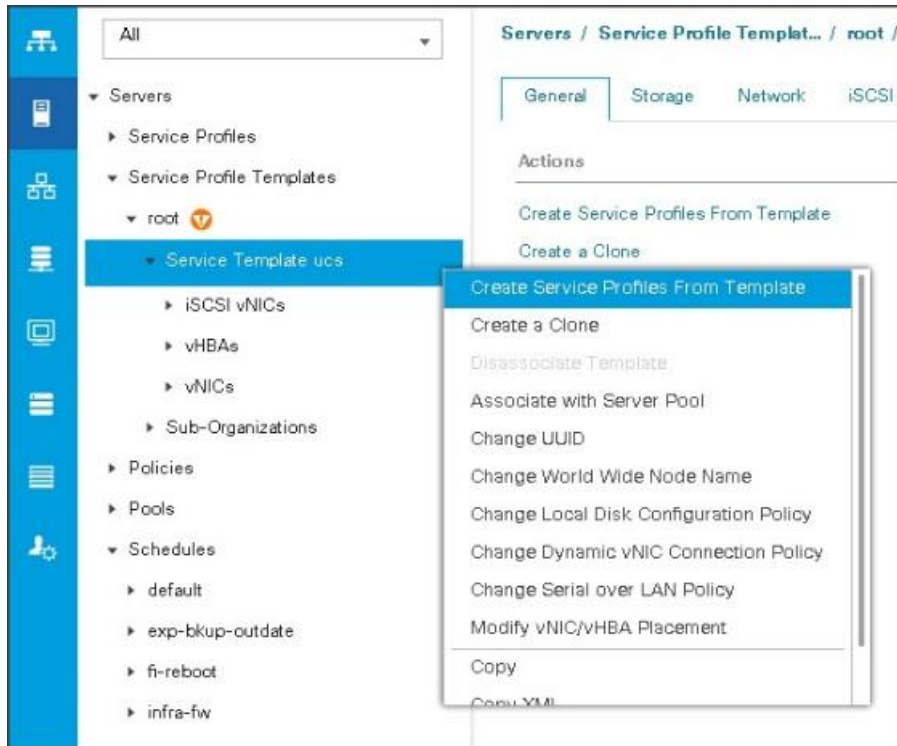 All
Servers
Service Profiles
Service Profile Templates
root
Service Template ucs
iSCSI vNICs
vHBAs
vNICs
Sub-Organizations
Policies
Pools
Schedules
default
exp-bkup-outdate
fi-reboot
infra-fw
Servers / Service Profile Templat... / root /
General Storage Network iSCSI
Actions
Create Service Profiles From Template
Create a Clone
Create Service Profiles From Template
Create a Clone
Disassociate Template
Associate with Server Pool
Change UUID
Change World Wide Node Name
Change Local Disk Configuration Policy
Change Dynamic vNIC Connection Policy
Change Serial over LAN Policy
Modify vNIC/vHBA Placement
Copy
Copy XML